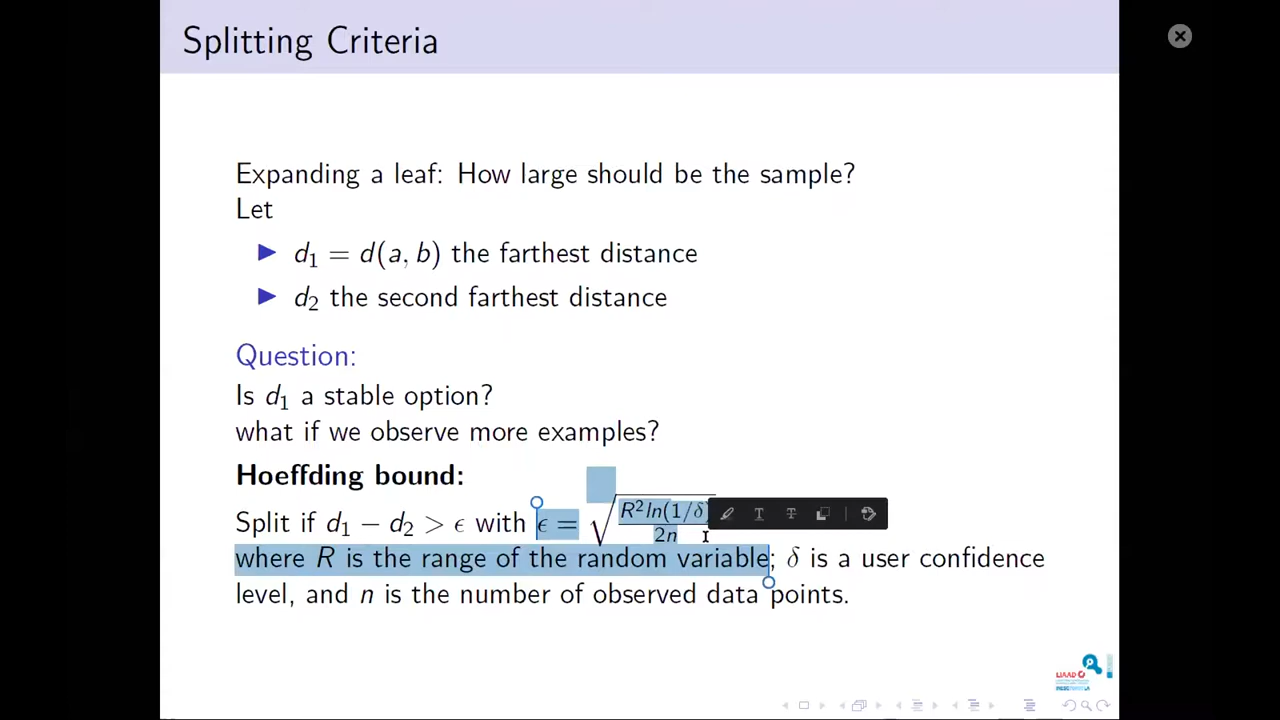 Splitting Criteria
Expanding a leaf: How large should be the sample?
Let
▶ d₁ = d(a, b) the farthest distance
▶ d₂ the second farthest distance
Question:
Is d₁ a stable option?
what if we observe more examples?
Hoeffding bound:
Split if d₁ − d₂ > ϵ with ϵ = √(R²ln(1/δ)/2n)
where R is the range of the random variable; δ is a user confidence
level, and n is the number of observed data points.
LIAAD